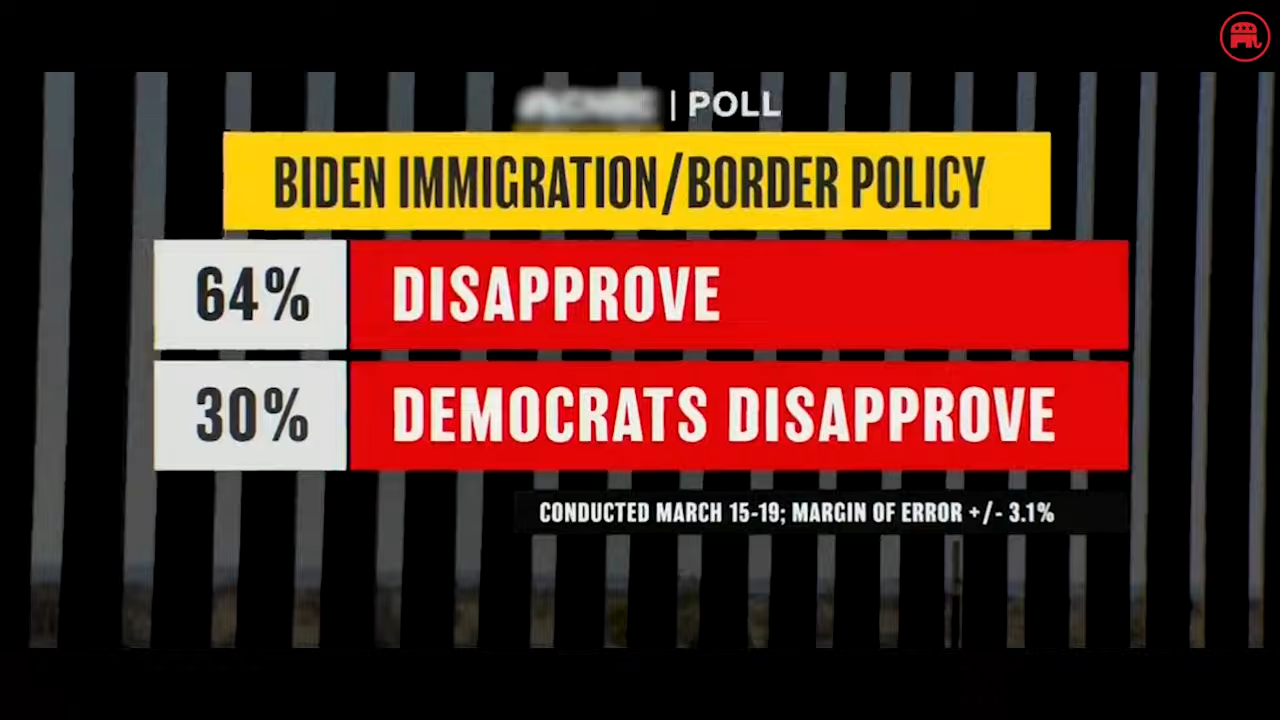 | POLL
BIDEN IMMIGRATION/BORDER POLICY
64% DISAPPROVE
30% DEMOCRATS DISAPPROVE
CONDUCTED MARCH 15-19; MARGIN OF ERROR +/- 3.1%